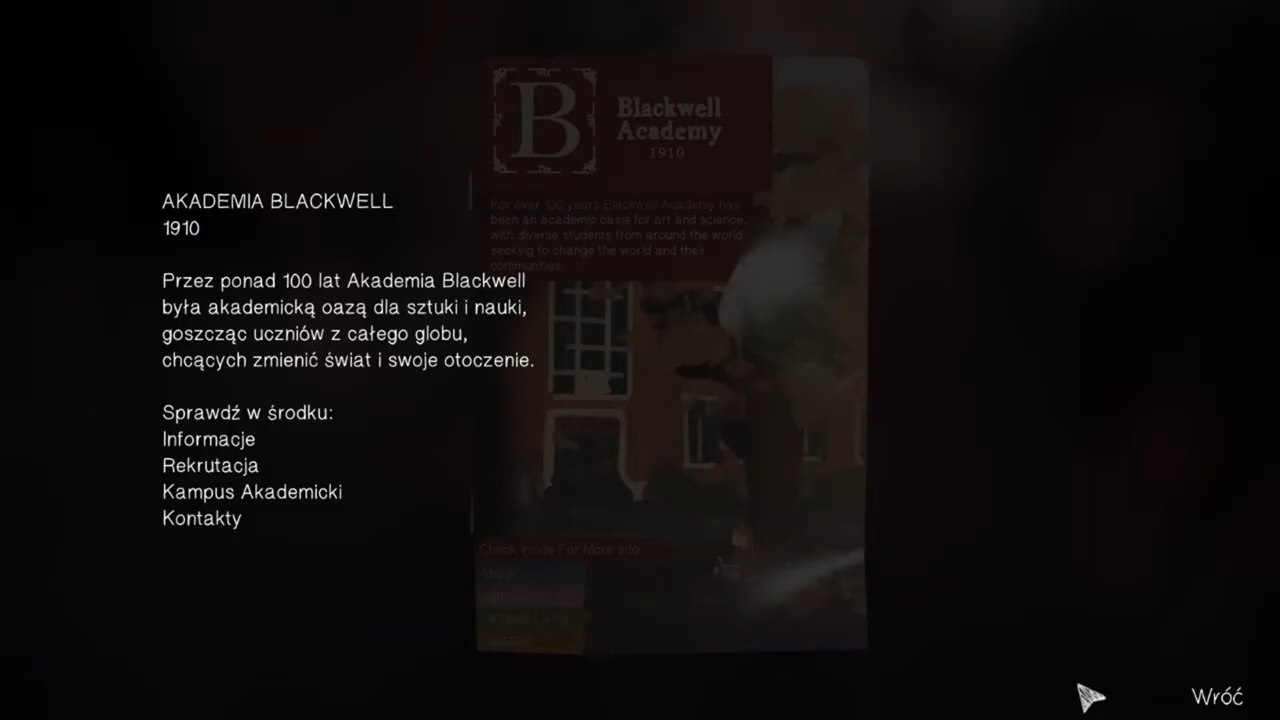 AKADEMIA BLACKWELL
1910
Przez ponad 100 lat Akademia Blackwell
była akademicką oazą dla sztuki i nauki,
goszcząc uczniów z całego globu,
chcących zmienić świat i swoje otoczenie.
Sprawdź w środku:
Informacje
Rekrutacja
Kampus Akademicki
Kontakty
B
Blackwell
Academy
1910
For over 100 years Blackwell Academy has
been an academic oasis for art and science,
with diverse students from around the world
seeking to change the world and their
communities.
Check Inside For More Info
About
Wróć